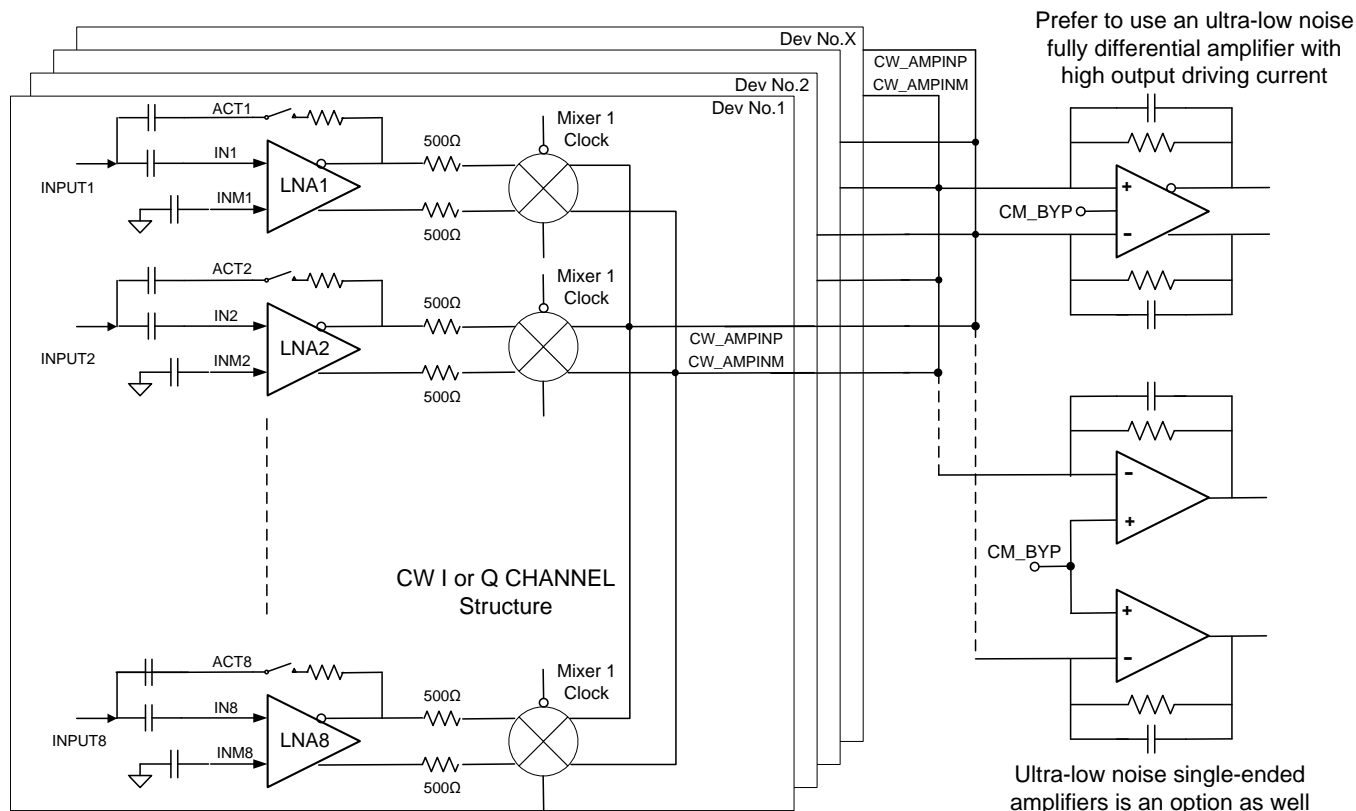 Dev No.X
Dev No.2
Dev No.1
CW_AMPINP
CW_AMPINM
Prefer to use an ultra-low noise
fully differential amplifier with
high output driving current
ACT1
500Ω
Mixer 1
Clock
IN1
INPUT1
LNA1
INM1
500Ω
+
CM_BYP
-
ACT2
500Ω
Mixer 1
Clock
IN2
INPUT2
LNA2
CW_AMPINP
CW_AMPINM
INM2
500Ω
-
+
CM_BYP
+
-
CW I or Q CHANNEL
Structure
ACT8
500Ω
Mixer 1
Clock
IN8
INPUT8
LNA8
INM8
500Ω
Ultra-low noise single-ended
amplifiers is an option as well